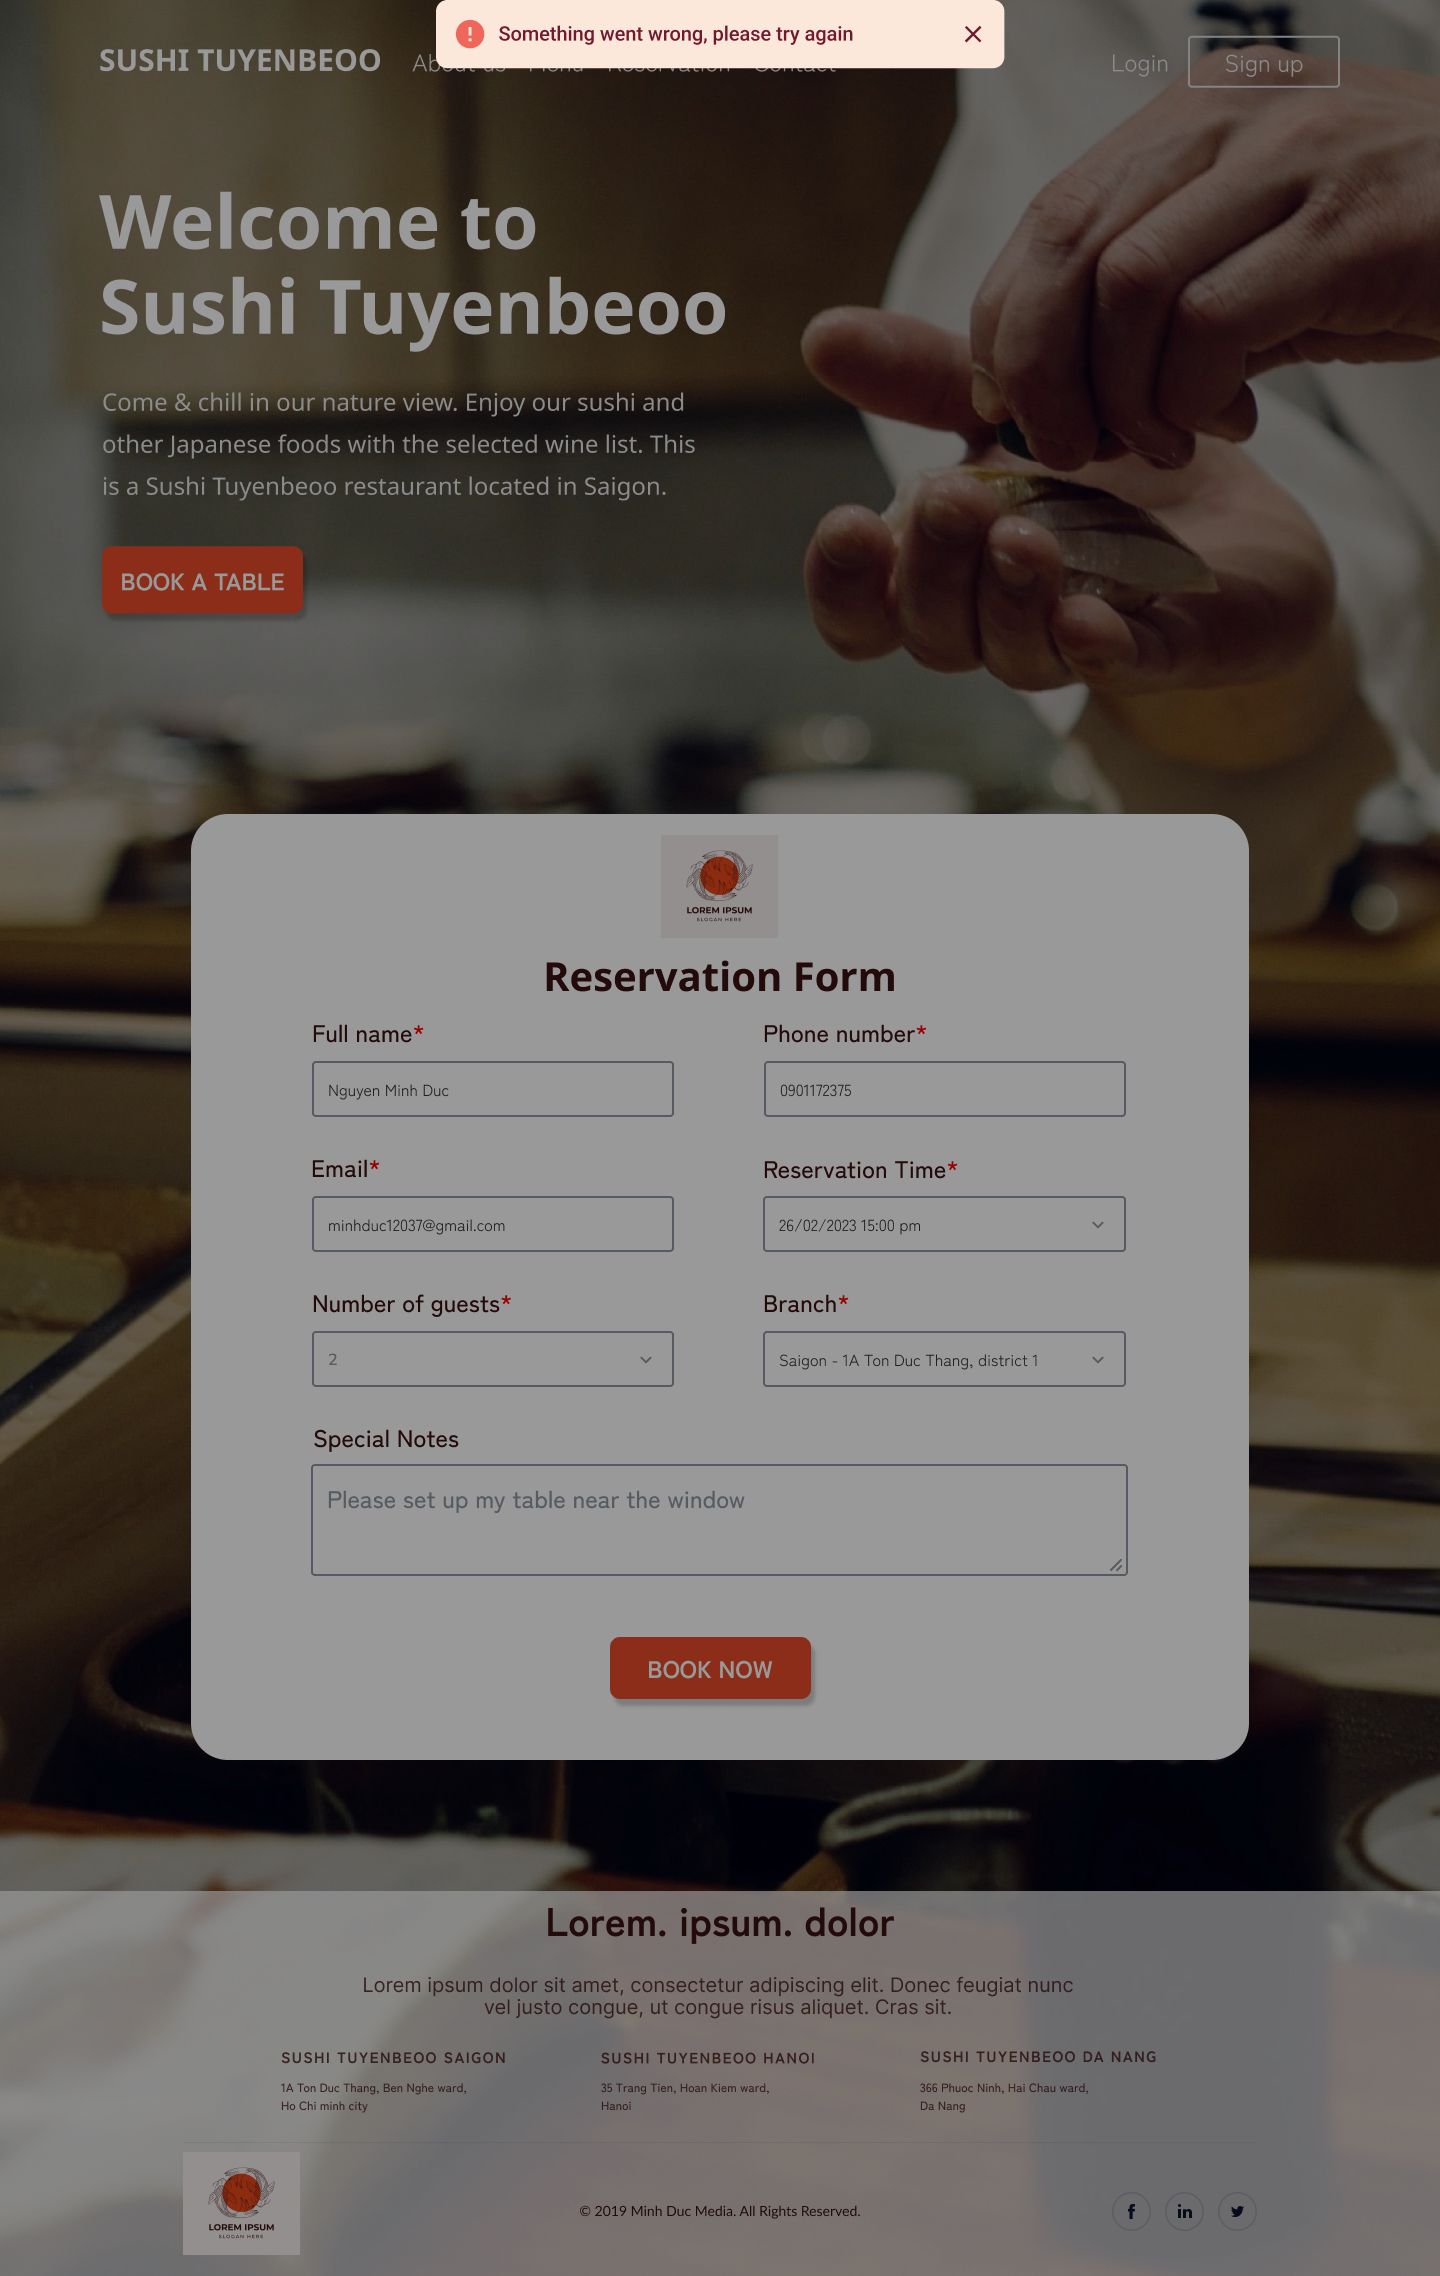 Something went wrong, please try again
SUSHI TUYENBEOO
About us Menu Reservation Contact
Login
Sign up
Welcome to
Sushi Tuyenbeoo
Come & chill in our nature view. Enjoy our sushi and
other Japanese foods with the selected wine list. This
is a Sushi Tuyenbeoo restaurant located in Saigon.
BOOK A TABLE
LOREM IPSUM
SLOGAN HERE
Reservation Form
Full name*
Phone number*
Nguyen Minh Duc
0901172375
Email*
Reservation Time*
minhduc12037@gmail.com
26/02/2023 15:00 pm
Number of guests*
Branch*
2
Saigon - 1A Ton Duc Thang, district 1
Special Notes
Please set up my table near the window
BOOK NOW
Lorem. ipsum. dolor
Lorem ipsum dolor sit amet, consectetur adipiscing elit. Donec feugiat nunc
vel justo congue, ut congue risus aliquet. Cras sit.
SUSHI TUYENBEOO SAIGON
1A Ton Duc Thang, Ben Nghe ward,
Ho Chi minh city
SUSHI TUYENBEOO HANOI
35 Trang Tien, Hoan Kiem ward,
Hanoi
SUSHI TUYENBEOO DA NANG
366 Phuoc Ninh, Hai Chau ward,
Da Nang
LOREM IPSUM
SLOGAN HERE
© 2019 Minh Duc Media. All Rights Reserved.